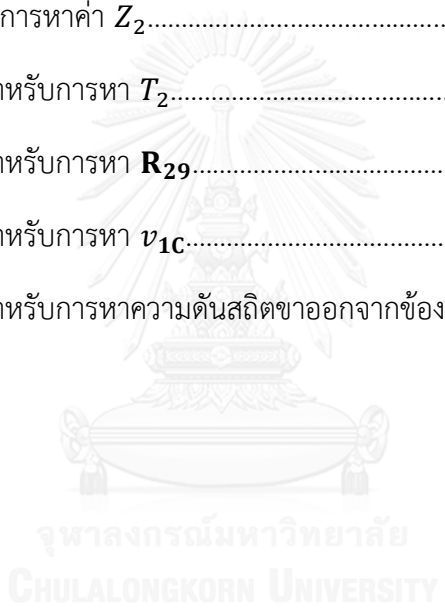 การหาค่า Z₂........................................
าหรับการหา T₂........................................
าหรับการหา R₂₉........................................
าหรับการหา v₁C........................................
าหรับการหาความดันสถิตขาออกจากข้อง
จุฬาลงกรณ์มหาวิทยาลัย
CHULALONGKORN UNIVERSITY